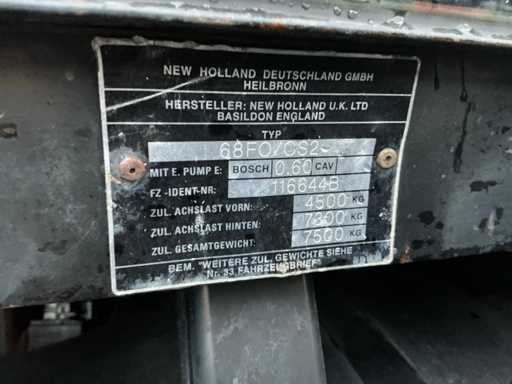 NEW HOLLAND DEUTSCHLAND GMBH
HEILBRONN
HERSTELLER: NEW HOLLAND U.K. LTD
BASILDON ENGLAND
TYP
68FO/CS2
MIT E. PUMPE: BOSCH 0.60 CAV
FZ-IDENT-NR: 116644B
ZUL. ACHSLAST VORN: 4500 KG
ZUL. ACHSLAST HINTEN: 7300 KG
ZUL. GESAMTGEWICHT: 7500 KG
BEM. "WEITERE ZUL. GEWICHTE SIEHE
Nr. 33 FAHRZEUGBRIEF"